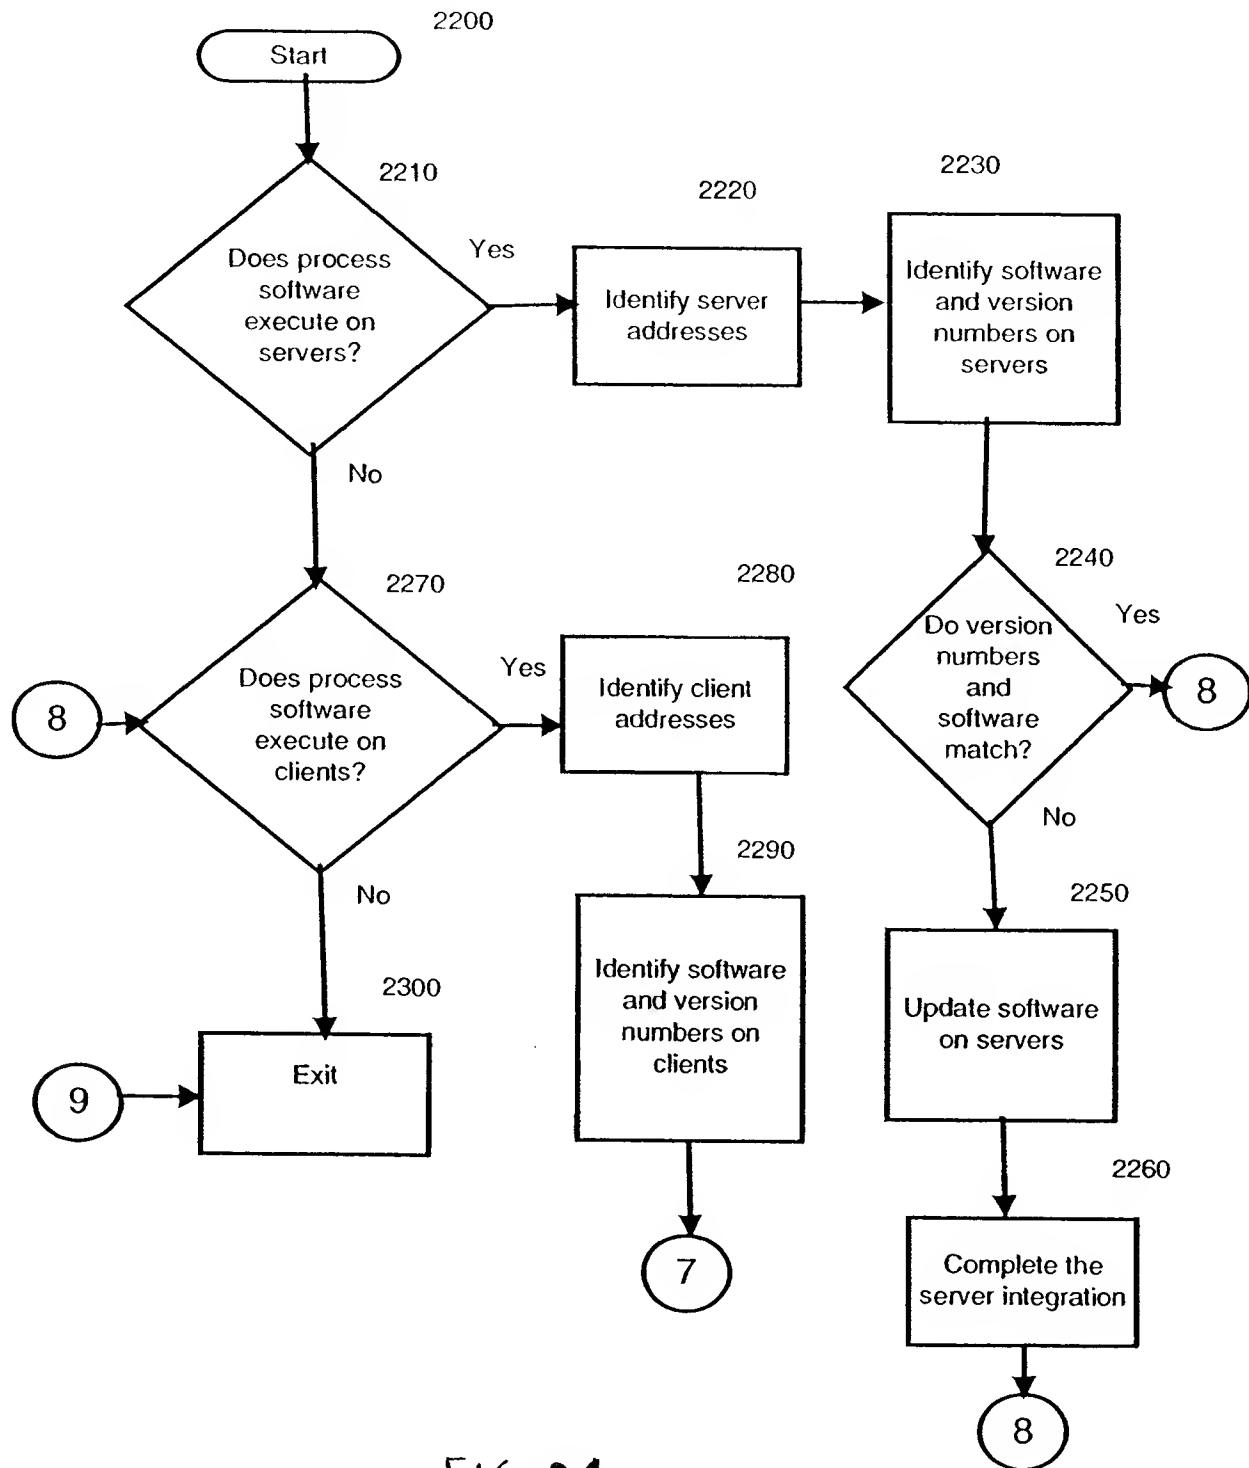 2200
Start
2210
Does process
software
execute on
servers?
Yes
No
2220
Identify server
addresses
2230
Identify software
and version
numbers on
servers
2240
Do version
numbers
and
software
match?
Yes
8
No
2250
Update software
on servers
2260
Complete the
server integration
8
2270
8
Does process
software
execute on
clients?
Yes
No
2280
Identify client
addresses
2290
Identify software
and version
numbers on
clients
7
2300
9
Exit